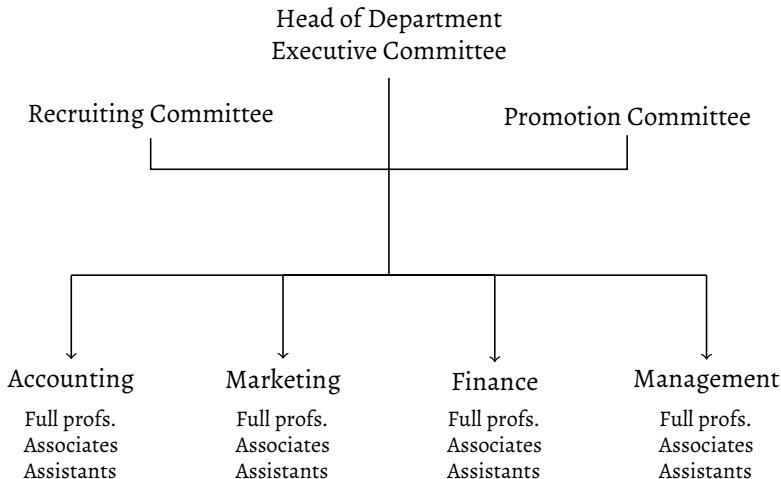 Head of Department
Executive Committee
Recruiting Committee
Promotion Committee
Accounting
Full profs.
Associates
Assistants
Marketing
Full profs.
Associates
Assistants
Finance
Full profs.
Associates
Assistants
Management
Full profs.
Associates
Assistants